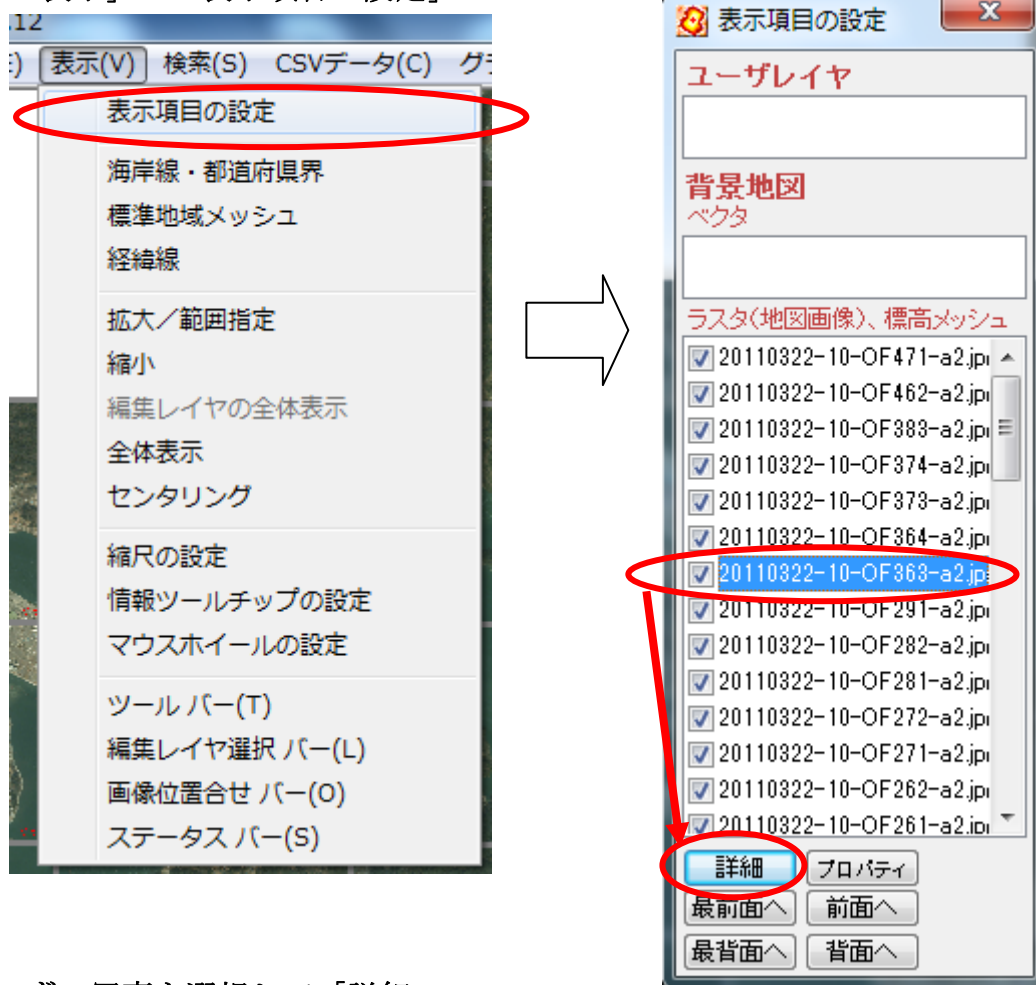 .12
表示(V) 検索(S) CSVデータ(C) グラ
表示項目の設定
海岸線・都道府県界
標準地域メッシュ
経緯線
拡大／範囲指定
縮小
編集レイヤの全体表示
全体表示
センタリング
縮尺の設定
情報ツールチップの設定
マウスホイールの設定
ツール バー(T)
編集レイヤ選択 バー(L)
画像位置合せ バー(O)
ステータス バー(S)
表示項目の設定
ユーザレイヤ
背景地図
ベクタ
ラスタ(地図画像)、標高メッシュ
20110322-10-OF471-a2.jp
20110322-10-OF462-a2.jp
20110322-10-OF383-a2.jp
20110322-10-OF374-a2.jp
20110322-10-OF373-a2.jp
20110322-10-OF364-a2.jp
20110322-10-OF363-a2.jp
20110322-10-OF291-a2.jp
20110322-10-OF282-a2.jp
20110322-10-OF281-a2.jp
20110322-10-OF272-a2.jp
20110322-10-OF271-a2.jp
20110322-10-OF262-a2.jp
20110322-10-OF261-a2.jp
詳細 プロパティ
最前面へ 前面へ
最背面へ 背面へ